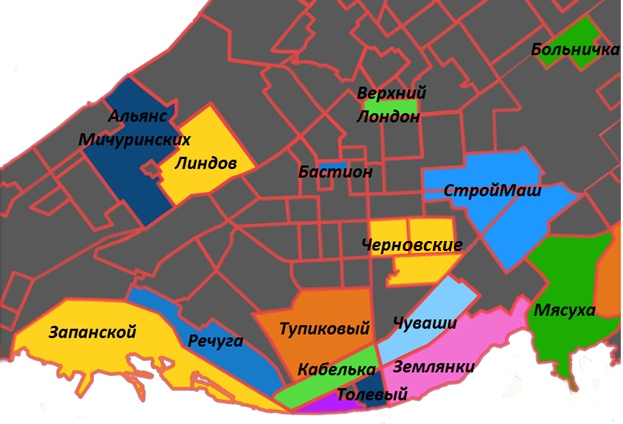 Больничка
Верхний
Лондон
Альянс
Мичуринских
Линдов
Бастион
СтройМаш
Черновские
Мясуха
Запанской
Речуга
Тупиковый
Чуваши
Кабелька
Землянки
Толевый